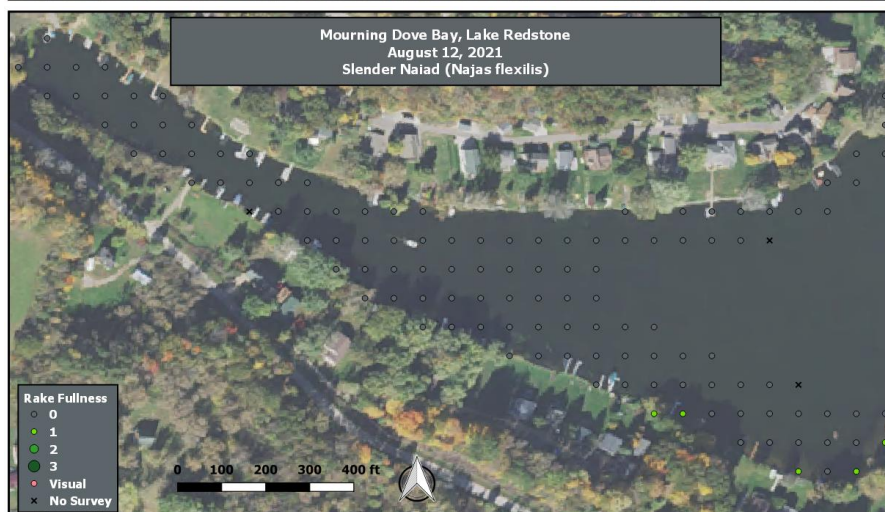 Mourning Dove Bay, Lake Redstone
August 12, 2021
Slender Naiad (Najas flexilis)
Rake Fullness
0
1
2
3
Visual
No Survey
0 100 200 300 400 ft